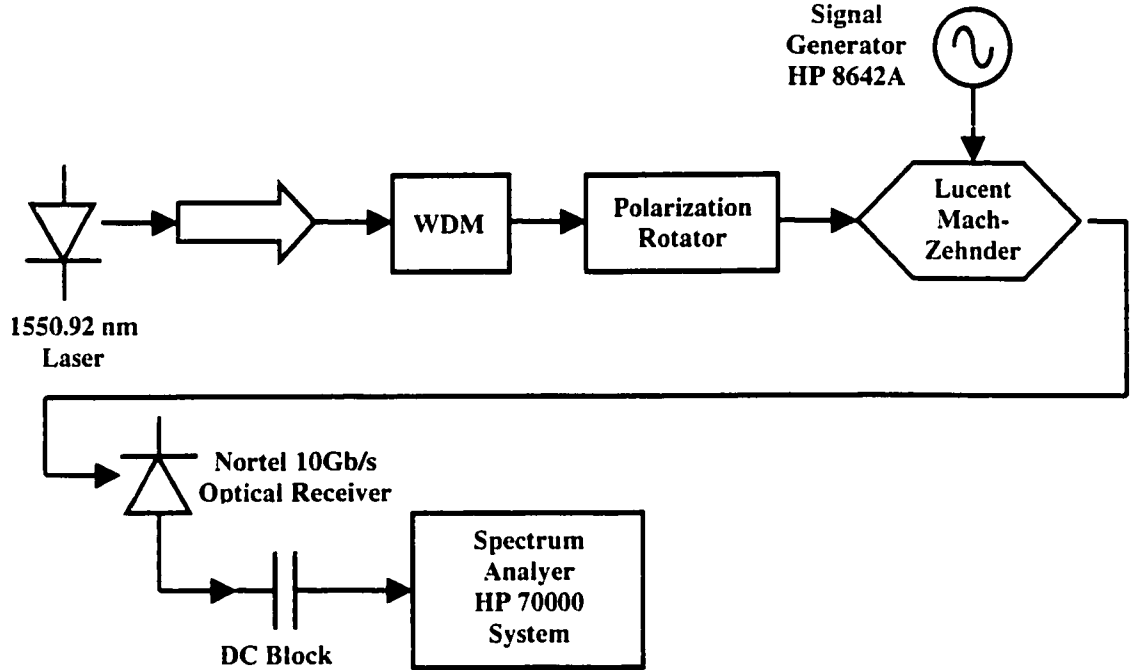 Signal
Generator
HP 8642A
1550.92 nm
Laser
WDM
Polarization
Rotator
Lucent
Mach-
Zehnder
Nortel 10Gb/s
Optical Receiver
DC Block
Spectrum
Analyer
HP 70000
System